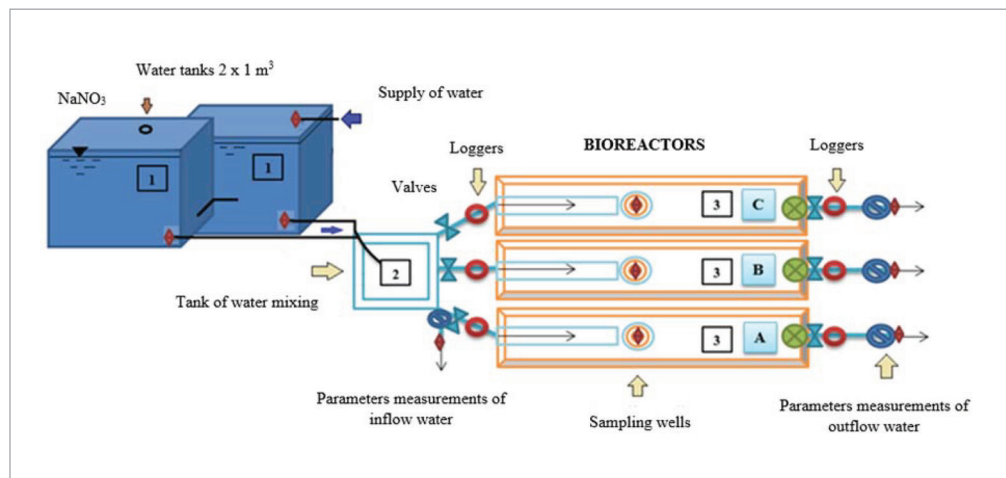 Water tanks 2 x 1 m³
NaNO₃
Supply of water
1
1
Loggers
BIOREACTORS
Loggers
Valves
3 C
2
3 B
Tank of water mixing
3 A
Parameters measurements of
inflow water
Sampling wells
Parameters measurements of
outflow water